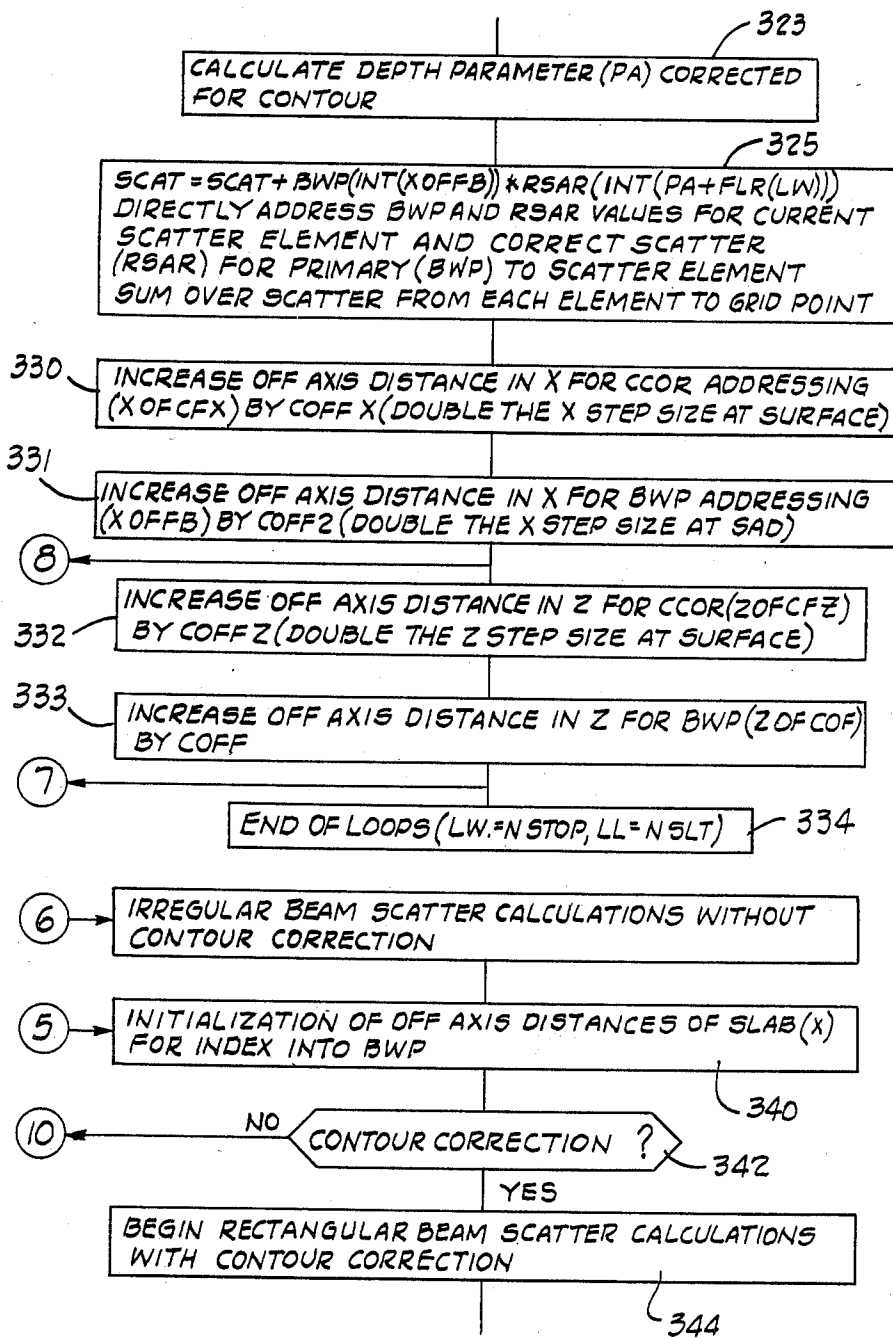 323
CALCULATE DEPTH PARAMETER (PA) CORRECTED
FOR CONTOUR
325
SCAT = SCAT + BWP(INT(XOFFB)) * RSAR(INT(PA+FLR(LW)))
DIRECTLY ADDRESS BWP AND RSAR VALUES FOR CURRENT
SCATTER ELEMENT AND CORRECT SCATTER
(RSAR) FOR PRIMARY (BWP) TO SCATTER ELEMENT
SUM OVER SCATTER FROM EACH ELEMENT TO GRID POINT
330
INCREASE OFF AXIS DISTANCE IN X FOR CCOR ADDRESSING
(XOFCFX) BY COFF X (DOUBLE THE X STEP SIZE AT SURFACE)
331
INCREASE OFF AXIS DISTANCE IN X FOR BWP ADDRESSING
(XOFFB) BY COFF2 (DOUBLE THE X STEP SIZE AT SAD)
8
INCREASE OFF AXIS DISTANCE IN Z FOR CCOR (ZOFCFZ)
BY COFF Z (DOUBLE THE Z STEP SIZE AT SURFACE)
332
333
INCREASE OFF AXIS DISTANCE IN Z FOR BWP (ZOFCOF)
BY COFF
7
END OF LOOPS (LW.=NSTOP, LL=NSLT)
334
6
IRREGULAR BEAM SCATTER CALCULATIONS WITHOUT
CONTOUR CORRECTION
5
INITIALIZATION OF OFF AXIS DISTANCES OF SLAB (X)
FOR INDEX INTO BWP
340
10
NO
CONTOUR CORRECTION ?
342
YES
BEGIN RECTANGULAR BEAM SCATTER CALCULATIONS
WITH CONTOUR CORRECTION
344